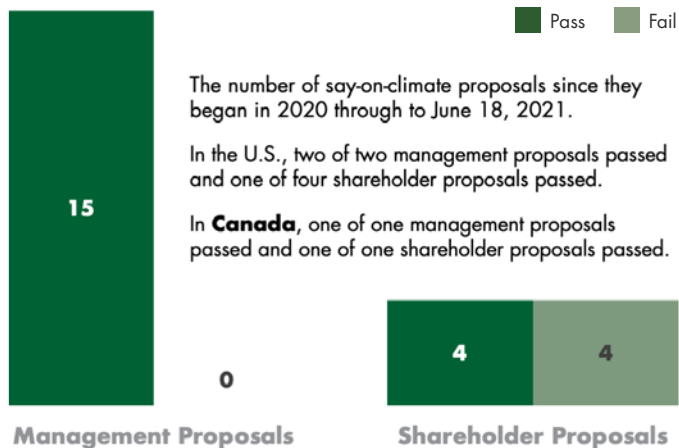 Pass Fail
The number of say-on-climate proposals since they
began in 2020 through to June 18, 2021.
In the U.S., two of two management proposals passed
and one of four shareholder proposals passed.
In Canada, one of one management proposals
passed and one of one shareholder proposals passed.
15
0
4 4
Management Proposals Shareholder Proposals